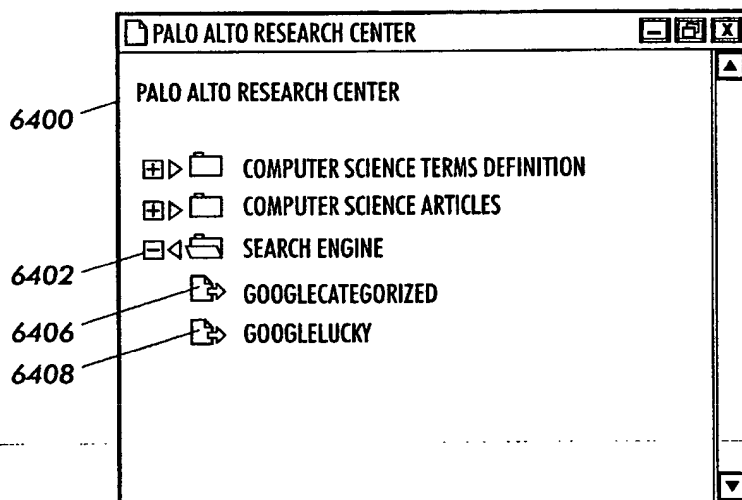 PALO ALTO RESEARCH CENTER
X
PALO ALTO RESEARCH CENTER
6400
COMPUTER SCIENCE TERMS DEFINITION
COMPUTER SCIENCE ARTICLES
SEARCH ENGINE
6402
GOOGLECATEGORIZED
6406
GOOGLELUCKY
6408